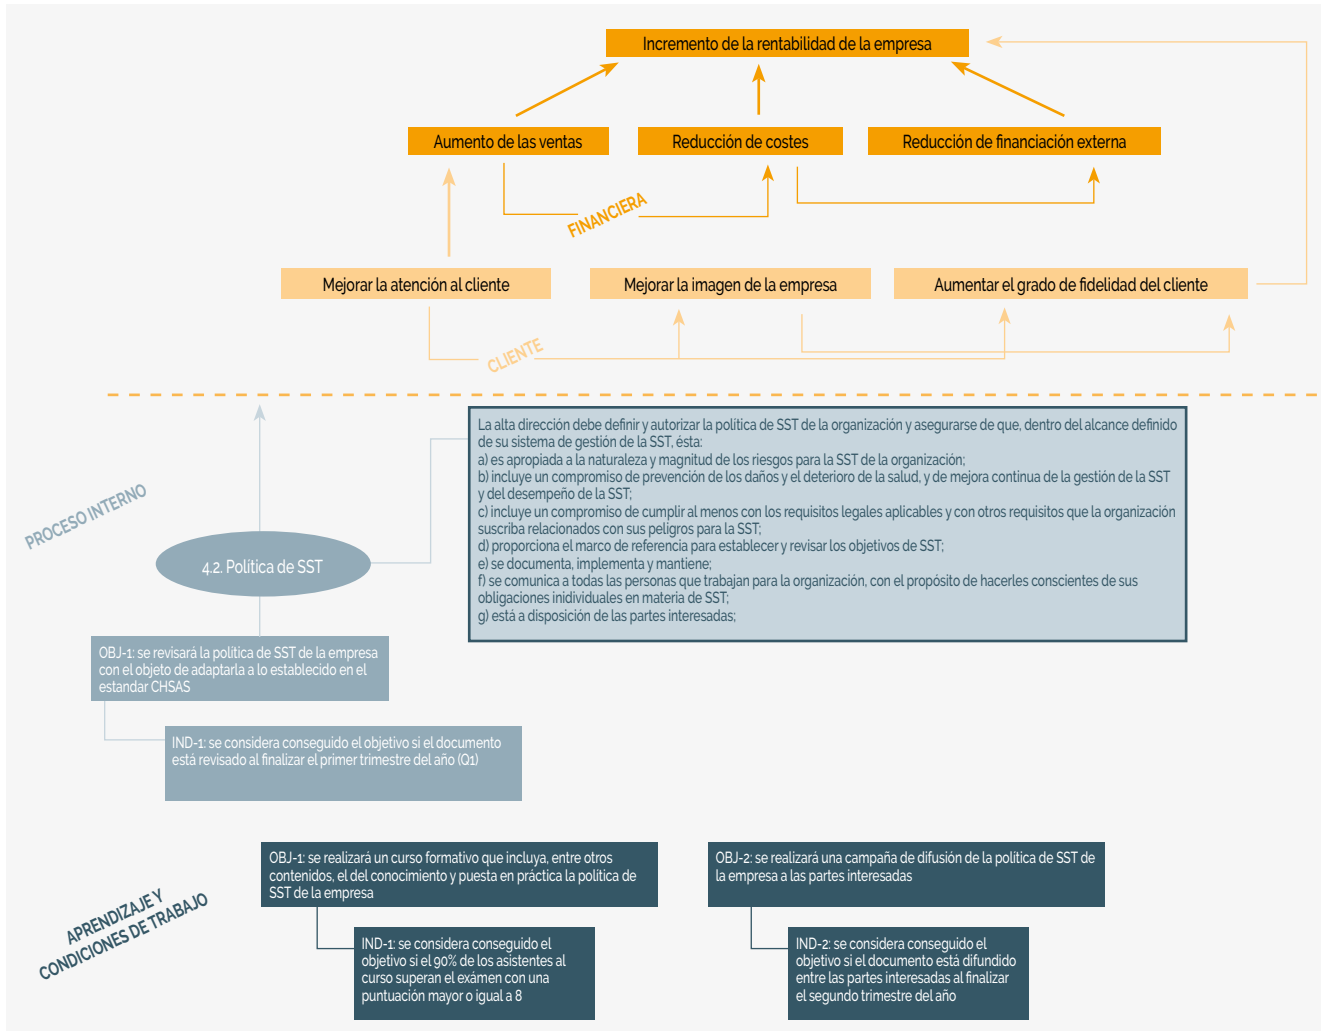 Incremento de la rentabilidad de la empresa
Aumento de las ventas
Reducción de costes
Reducción de financiación externa
FINANCIERA
Mejorar la atención al cliente
Mejorar la imagen de la empresa
Aumentar el grado de fidelidad del cliente
CLIENTE
La alta dirección debe definir y autorizar la política de SST de la organización y asegurarse de que, dentro del alcance definido
de su sistema de gestión de la SST, ésta:
a) es apropiada a la naturaleza y magnitud de los riesgos para la SST de la organización;
b) incluye un compromiso de prevención de los daños y el deterioro de la salud, y de mejora continua de la gestión de la SST
y del desempeño de la SST;
c) incluye un compromiso de cumplir al menos con los requisitos legales aplicables y con otros requisitos que la organización
suscriba relacionados con sus peligros para la SST;
d) proporciona el marco de referencia para establecer y revisar los objetivos de SST;
e) se documenta, implementa y mantiene;
f) se comunica a todas las personas que trabajan para la organización, con el propósito de hacerles conscientes de sus
obligaciones inidividuales en materia de SST;
g) está a disposición de las partes interesadas;
PROCESO INTERNO
4.2. Política de SST
OBJ-1: se revisará la política de SST de la empresa
con el objeto de adaptarla a lo establecido en el
estandar CHSAS
IND-1: se considera conseguido el objetivo si el documento
está revisado al finalizar el primer trimestre del año (Q1)
APRENDIZAJE Y
CONDICIONES DE TRABAJO
OBJ-1: se realizará un curso formativo que incluya, entre otros
contenidos, el del conocimiento y puesta en práctica la política de
SST de la empresa
IND-1: se considera conseguido el
objetivo si el 90% de los asistentes al
curso superan el exámen con una
puntuación mayor o igual a 8
OBJ-2: se realizará una campaña de difusión de la política de SST de
la empresa a las partes interesadas
IND-2: se considera conseguido el
objetivo si el documento está difundido
entre las partes interesadas al finalizar
el segundo trimestre del año